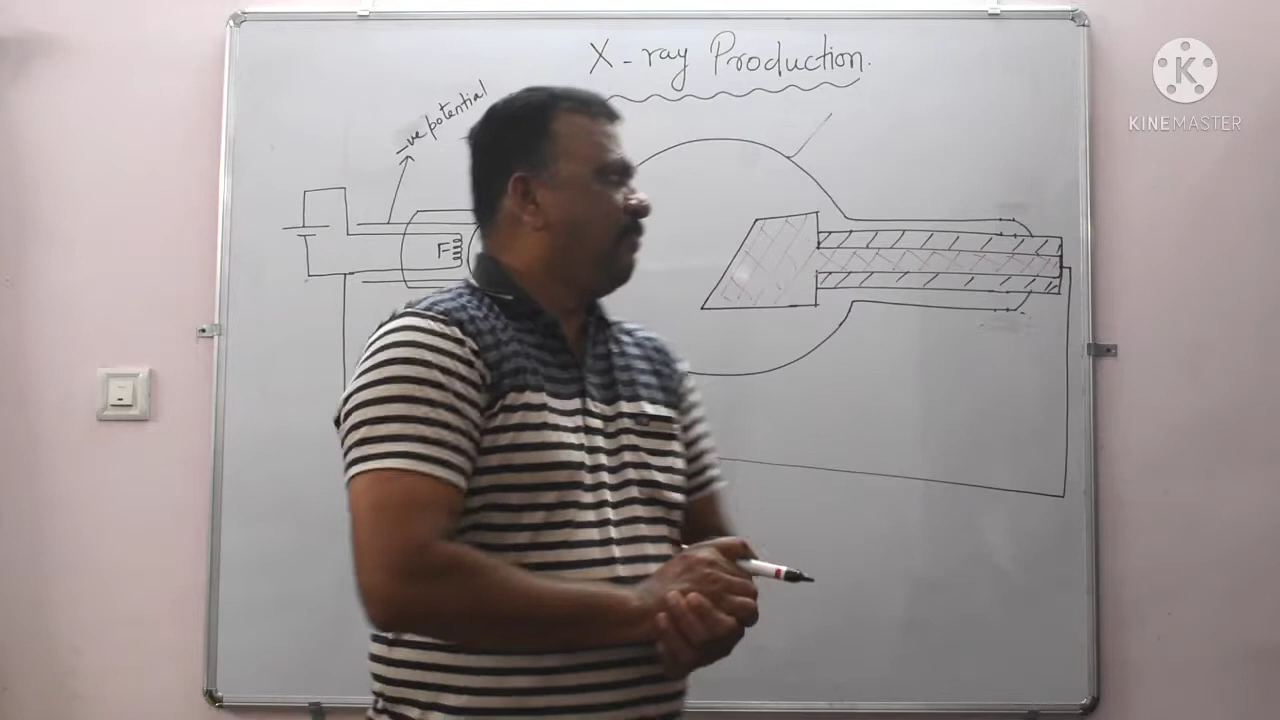 X-ray Production.
-ve potential
F
K
KINEMASTER